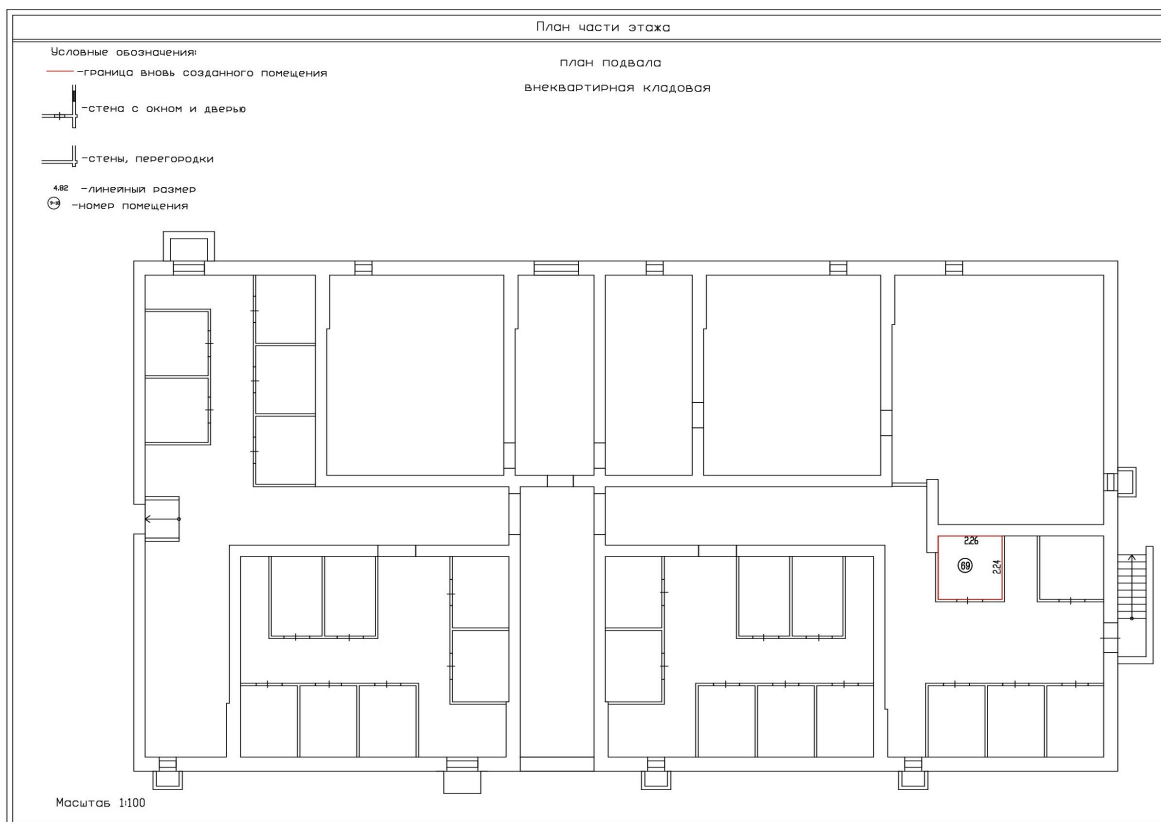 План части этажа
Условные обозначения:
план подвала
-граница вновь созданного помещения
внеквартирная кладовая
-стена с окном и дверью
-стены, перегородки
4.82 -линейный размер
-номер помещения
2.26
69
2.24
Масштаб 1:100